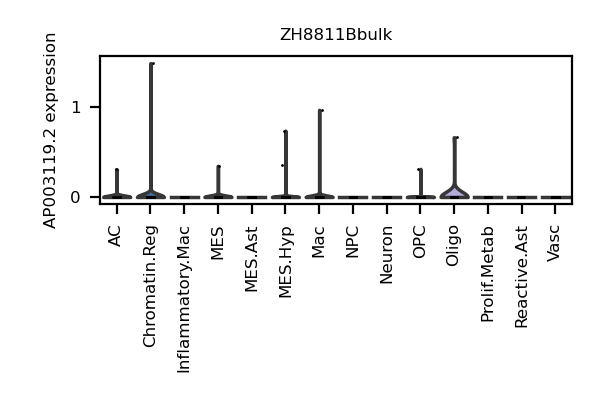 ZH8811Bbulk
AP003119.2 expression
1
0
AC
Chromatin.Reg
Inflammatory.Mac
MES
MES.Ast
MES.Hyp
Mac
NPC
Neuron
OPC
Oligo
Prolif.Metab
Reactive.Ast
Vasc